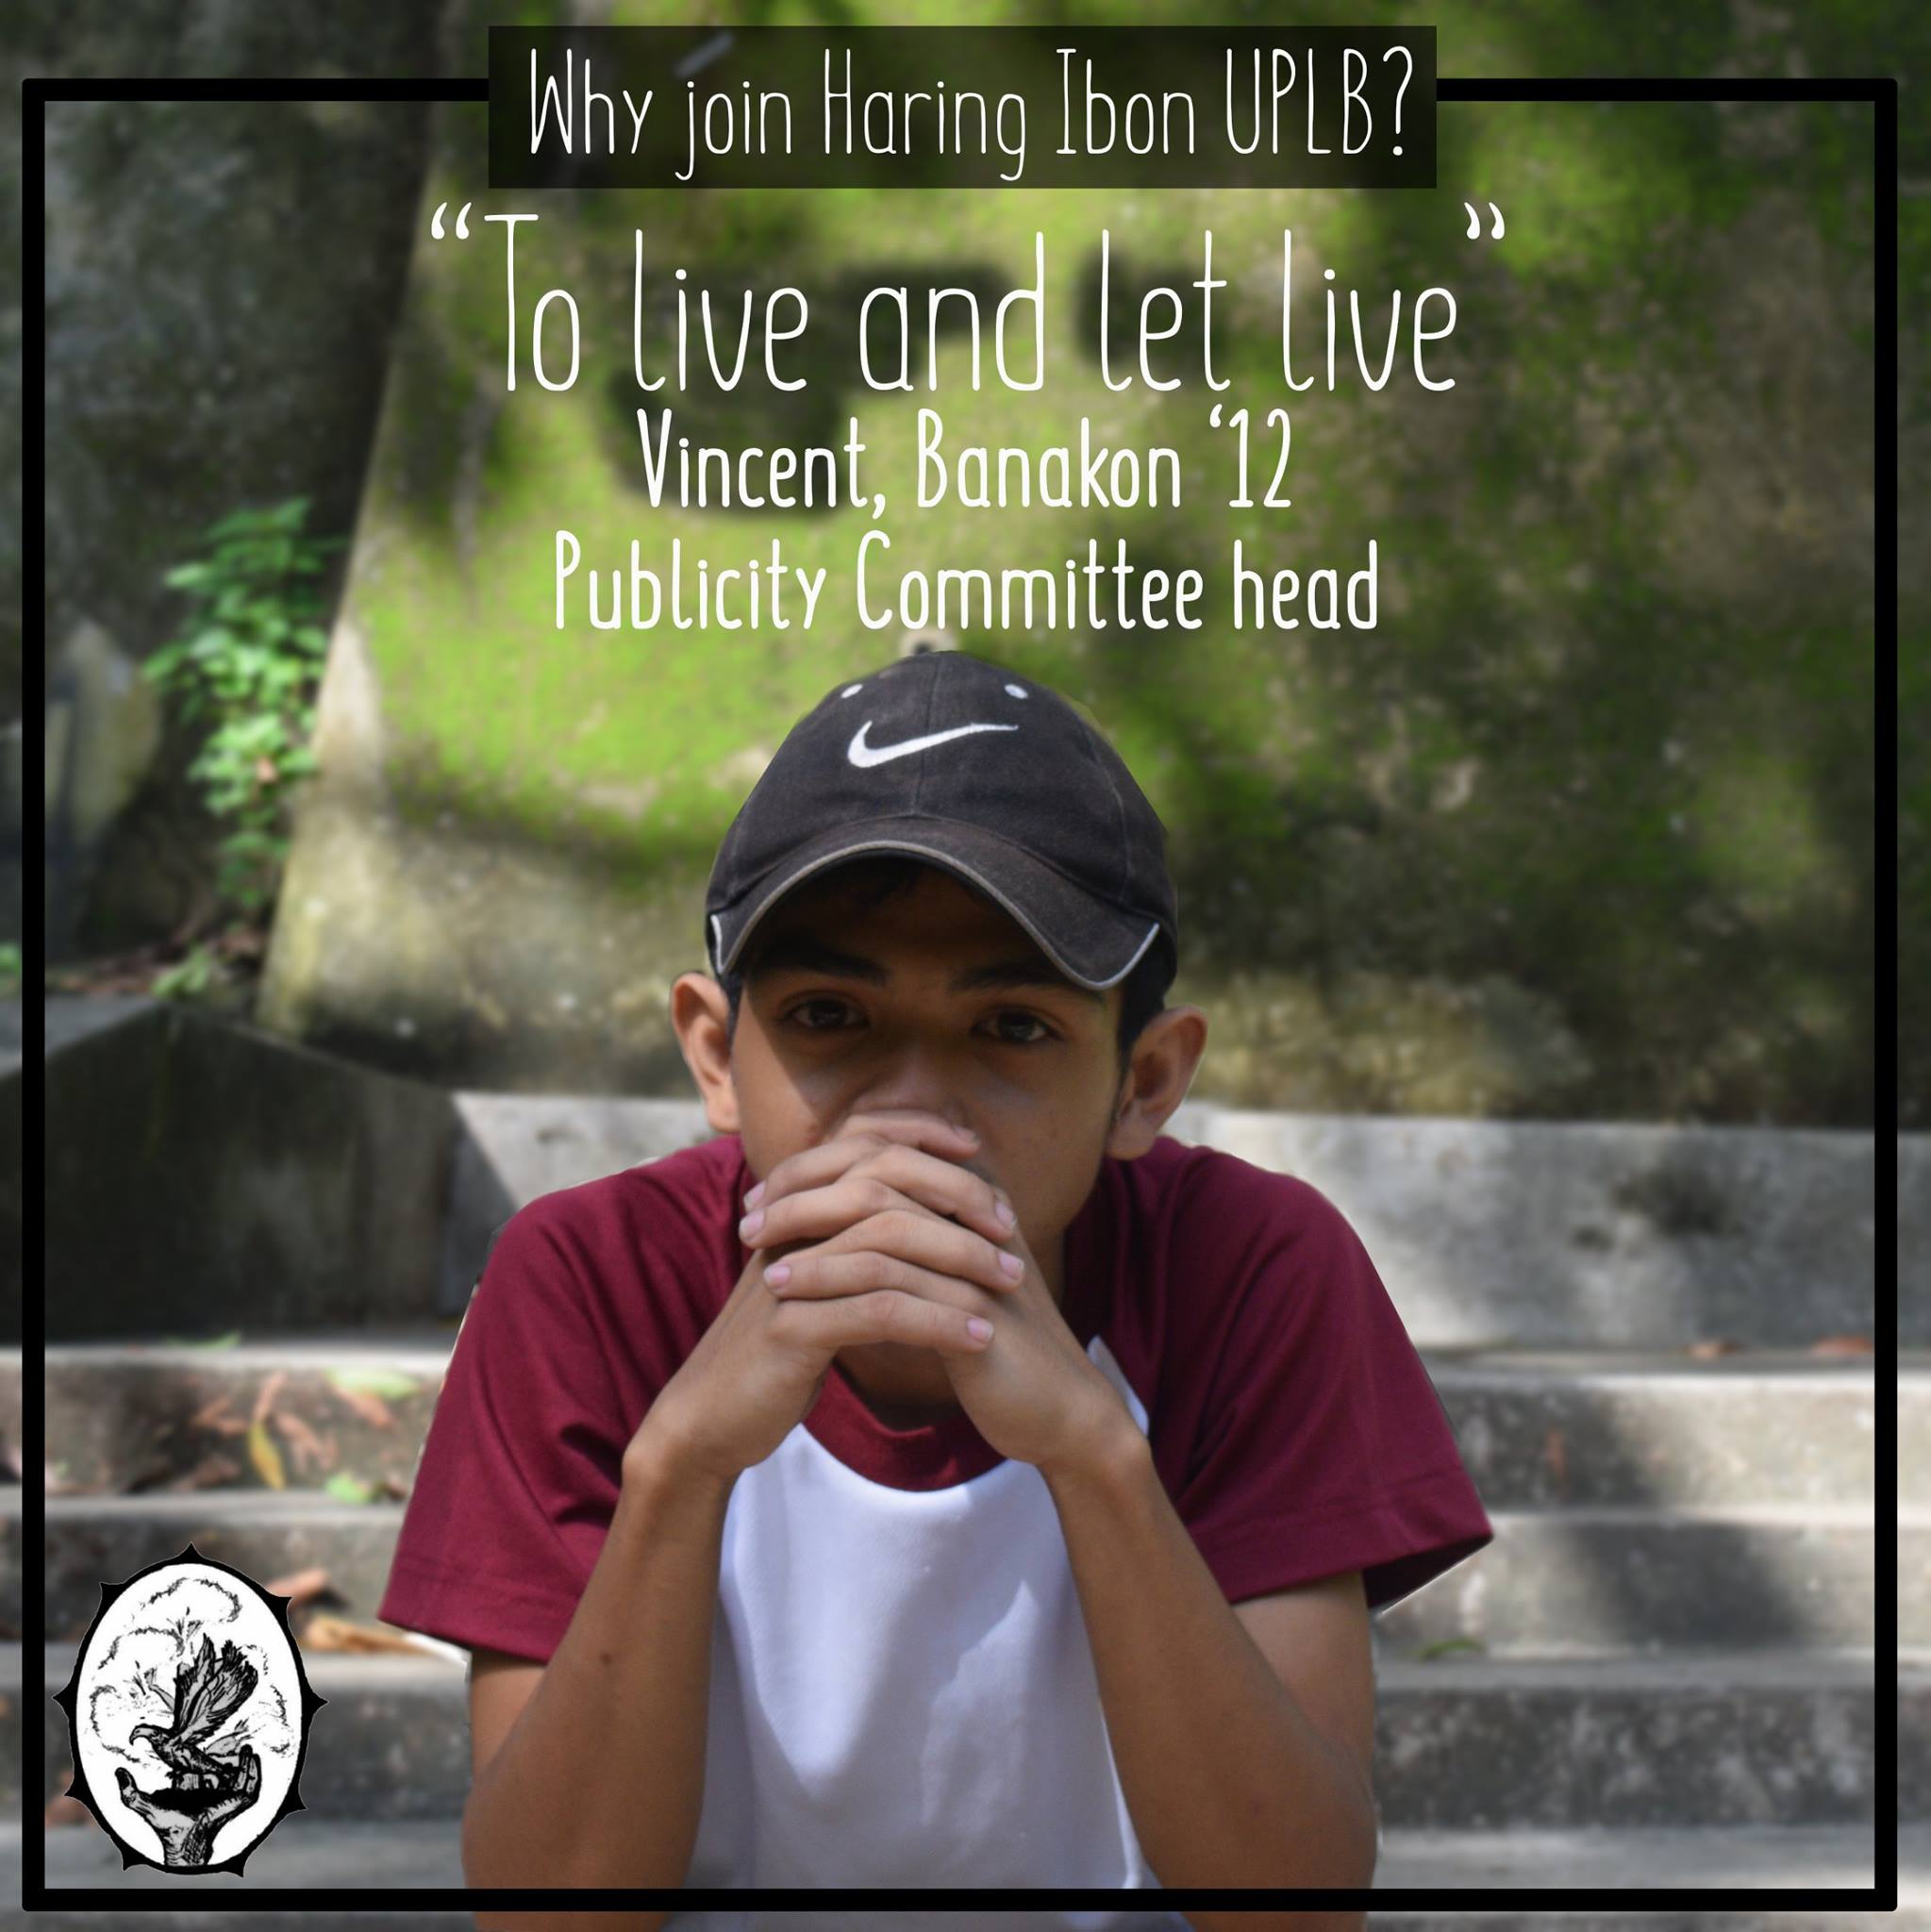 Why join Haring Ibon UPLB?
“To live and let live”
Vincent, Banakon ‘12
Publicity Committee head